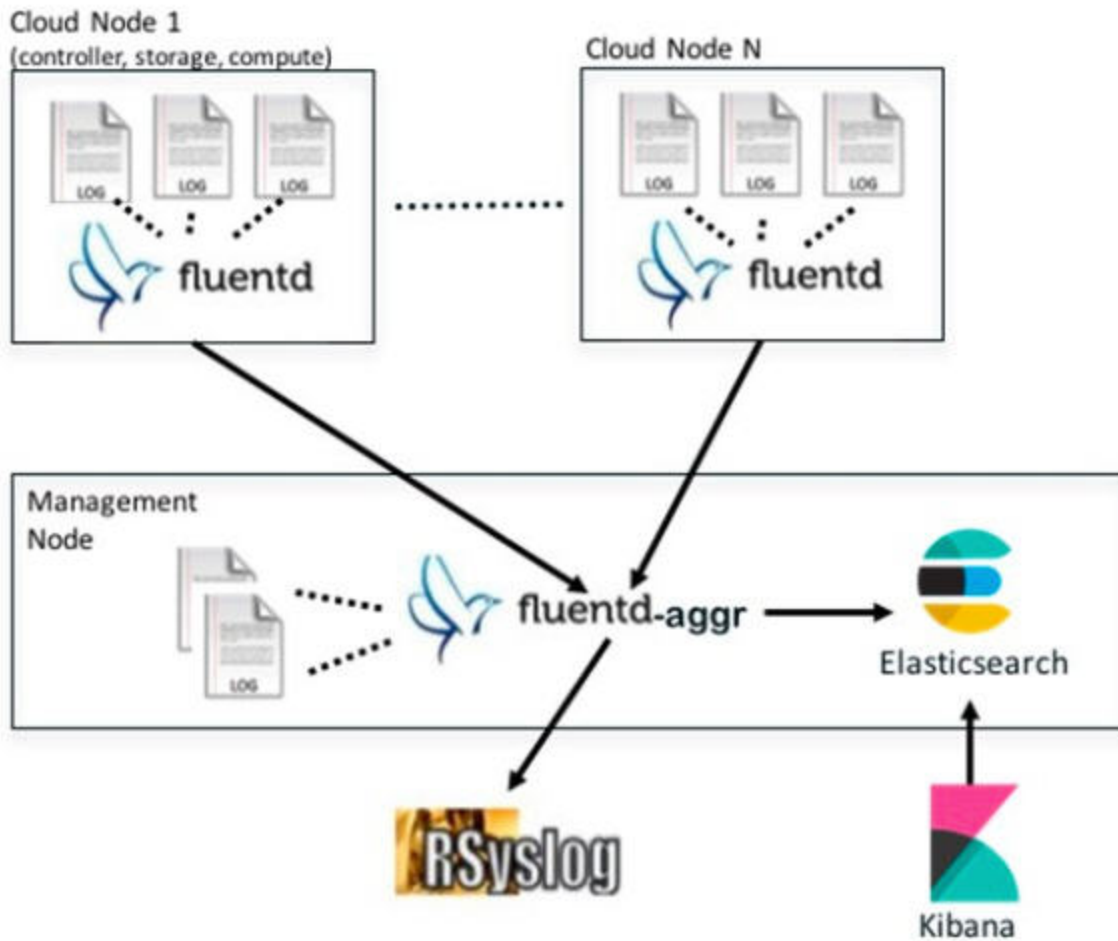 Cloud Node 1
(controller, storage, compute)
Cloud Node N
LOG
LOG
LOG
LOG
LOG
LOG
fluentd
fluentd
Management
Node
fluentd-aggr
LOG
Elasticsearch
RSyslog
Kibana